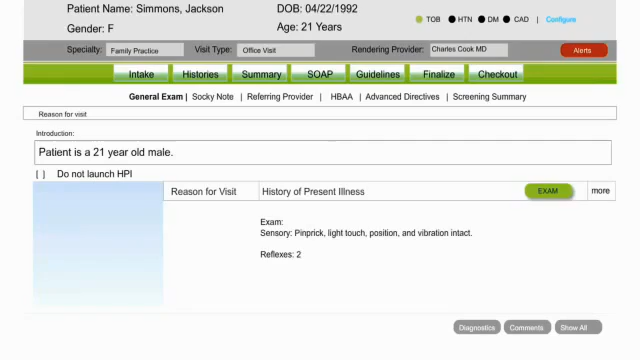 Patient Name: Simmons, Jackson DOB: 04/22/1992
Gender: F Age: 21 Years TOB HTN DM CAD | Configure
Specialty: Family Practice Visit Type: Office Visit Rendering Provider: Charles Cook MD Alerts
Intake Histories Summary SOAP Guidelines Finalize Checkout
General Exam | Socky Note | Referring Provider | HBAA | Advanced Directives | Screening Summary
Reason for visit
Introduction:
Patient is a 21 year old male.
[ ] Do not launch HPI
Reason for Visit History of Present Illness EXAM more
Exam:
Sensory: Pinprick, light touch, position, and vibration intact.
Reflexes: 2
Diagnostics Comments Show All